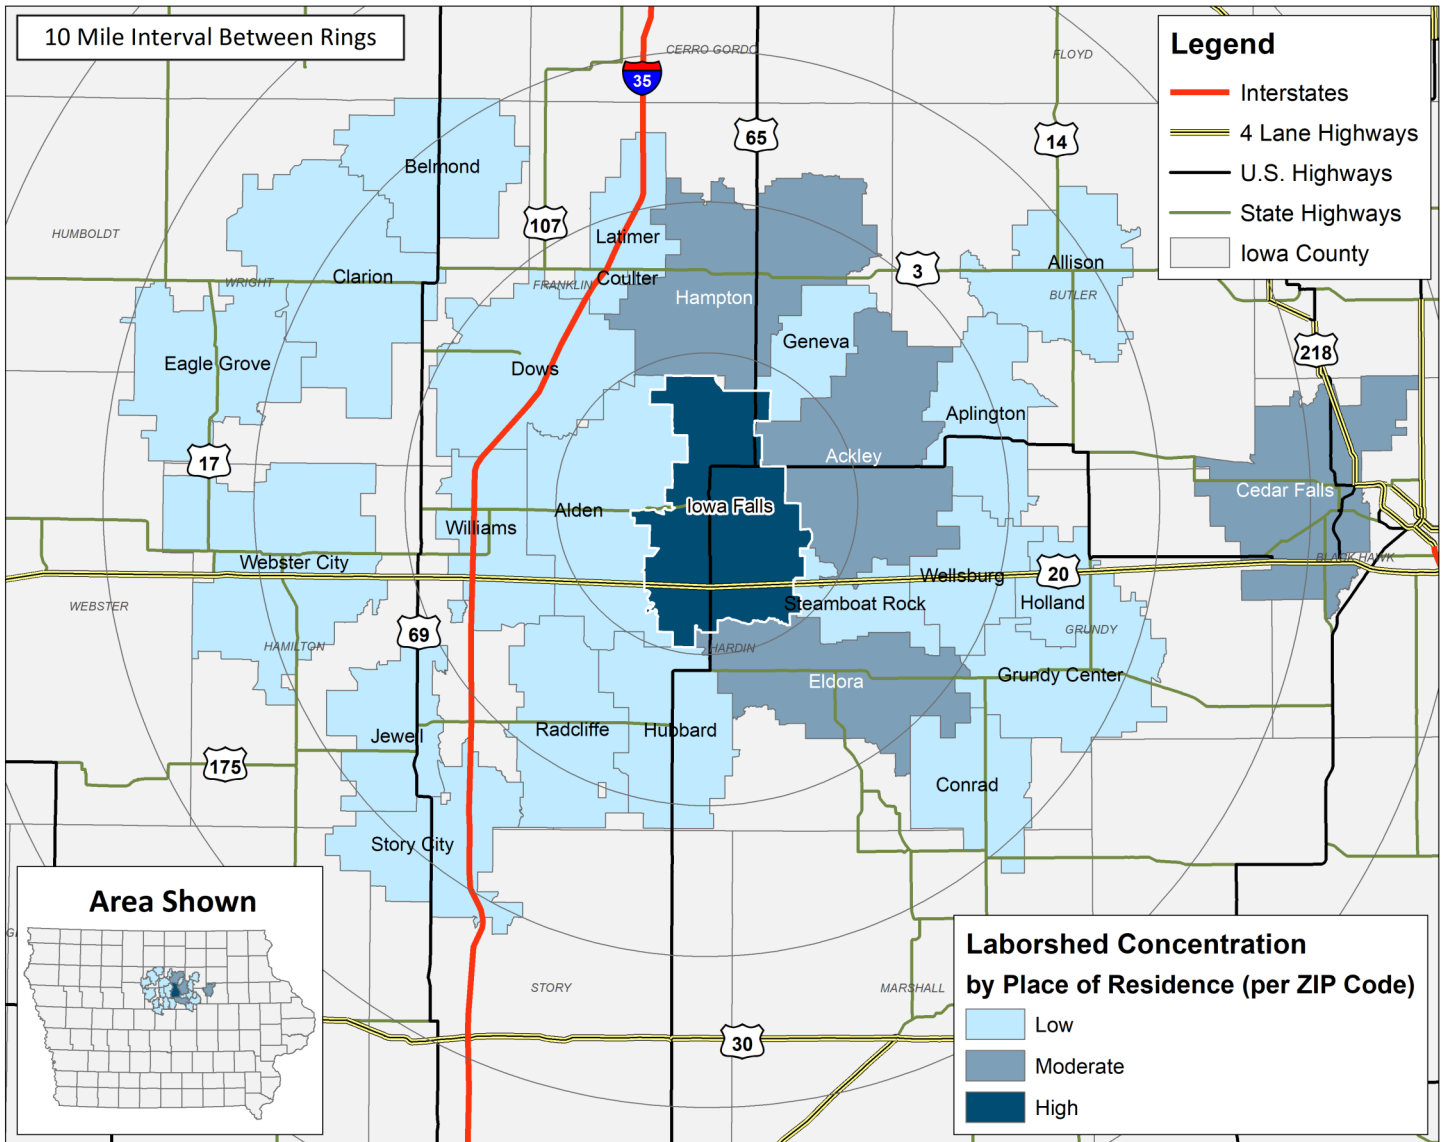 10 Mile Interval Between Rings
CERRO GORDO
FLOYD
Legend
Interstates
4 Lane Highways
U.S. Highways
State Highways
Iowa County
35
65
14
Belmond
HUMBOLDT
107
Latimer
Clarion
WRIGHT
FRANKLIN
Coulter
3
Allison
BUTLER
Hampton
Geneva
218
Eagle Grove
Dows
Aplington
17
Ackley
Cedar Falls
Iowa Falls
Alden
Williams
Webster City
BLACK HAWK
20
Wellsburg
Steamboat Rock
Holland
WEBSTER
69
HAMILTON
HARDIN
GRUNDY
Eldora
Grundy Center
Jewell
Radcliffe
Hubbard
175
Conrad
Story City
Area Shown
STORY
MARSHALL
30
Laborshed Concentration
by Place of Residence (per ZIP Code)
Low
Moderate
High